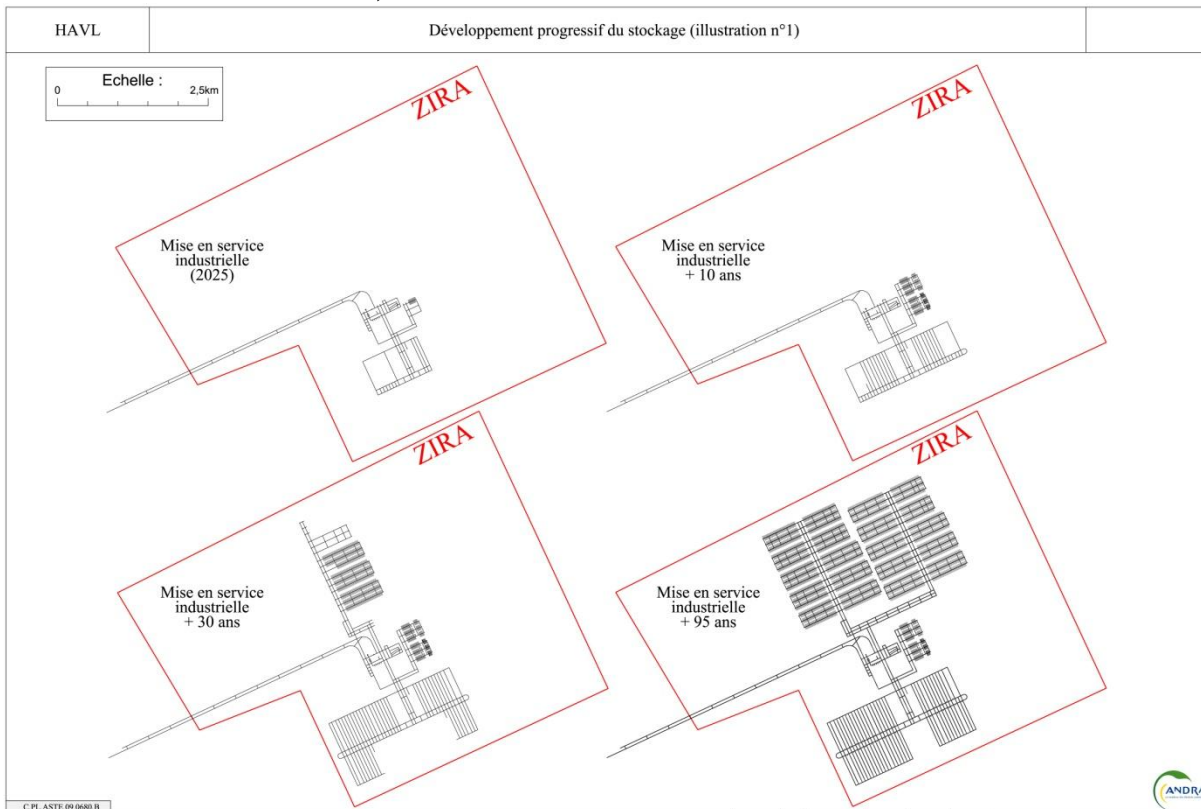 HAVL
Développement progressif du stockage (illustration n°1)
Echelle :
0 2,5km
ZIRA
Mise en service
industrielle
(2025)
ZIRA
Mise en service
industrielle
+ 10 ans
ZIRA
Mise en service
industrielle
+ 30 ans
ZIRA
Mise en service
industrielle
+ 95 ans
C.PL.ASTE.09.0680.B
ANDRA